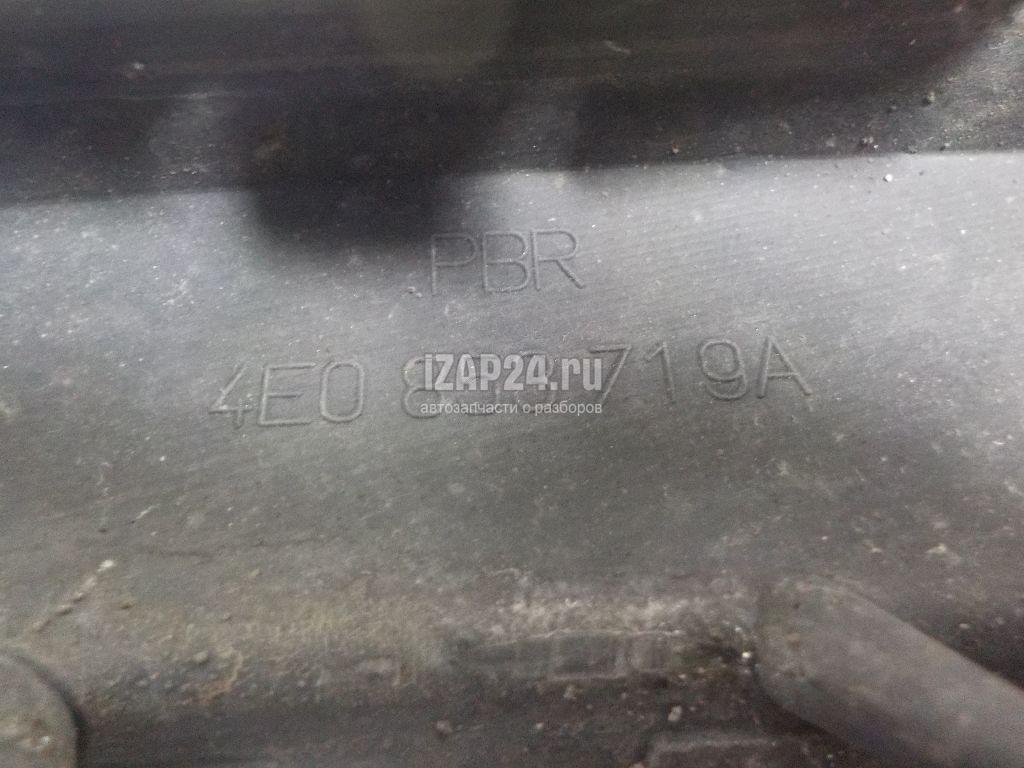 PBR
4E0 719A
iZAP24.ru
автозапчасти с разборов